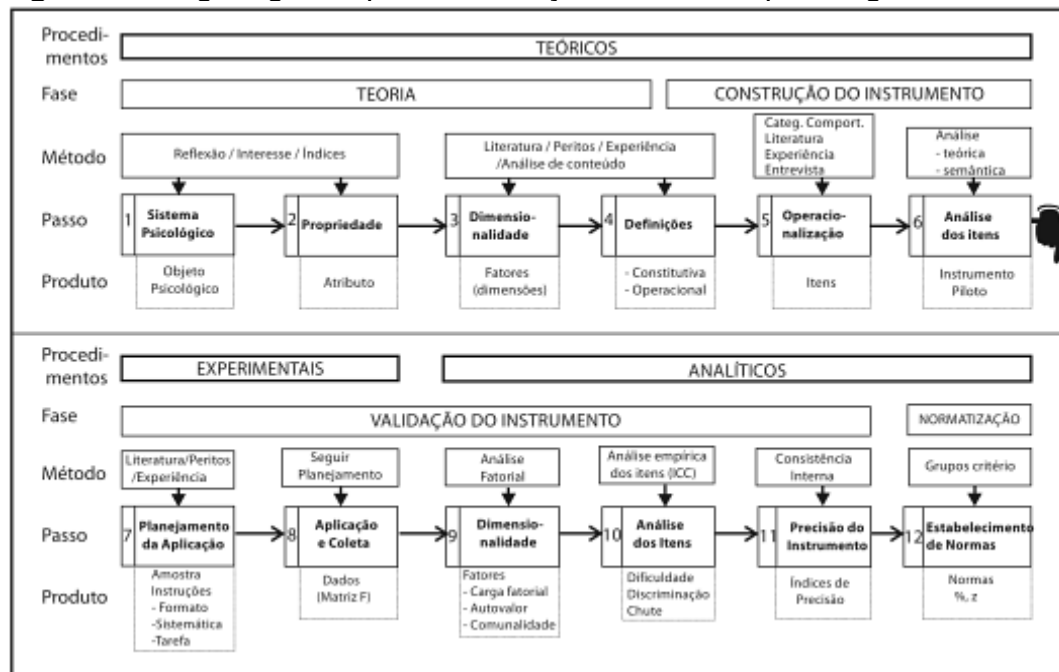 Procedi-
mentos
TEÓRICOS
Fase
TEORIA
CONSTRUÇÃO DO INSTRUMENTO
Método
Reflexão / Interesse / Índices
Literatura / Peritos / Experiência
/Análise de conteúdo
Categ. Comport.
Literatura
Experiência
Entrevista
Análise
- teórica
- semântica
Passo
1 Sistema
Psicológico
2 Propriedade
3 Dimensio-
nalidade
4 Definições
5 Operacio-
nalização
6 Análise
dos itens
Produto
Objeto
Psicológico
Atributo
Fatores
(dimensões)
- Constitutiva
- Operacional
Itens
Instrumento
Piloto
Procedi-
mentos
EXPERIMENTAIS
ANALÍTICOS
Fase
VALIDAÇÃO DO INSTRUMENTO
NORMATIZAÇÃO
Método
Literatura/Peritos
/Experiência
Seguir
Planejamento
Análise
Fatorial
Análise empírica
dos itens (ICC)
Consistência
Interna
Grupos critério
Passo
7 Planejamento
da Aplicação
8 Aplicação
e Coleta
9 Dimensio-
nalidade
10 Análise
dos Itens
11 Precisão do
Instrumento
12 Estabelecimento
de Normas
Produto
Amostra
Instruções
- Formato
-Sistemática
-Tarefa
Dados
(Matriz F)
Fatores
- Carga fatorial
- Autovalor
- Comunalidade
Dificuldade
Discriminação
Chute
Índices de
Precisão
Normas
%, z